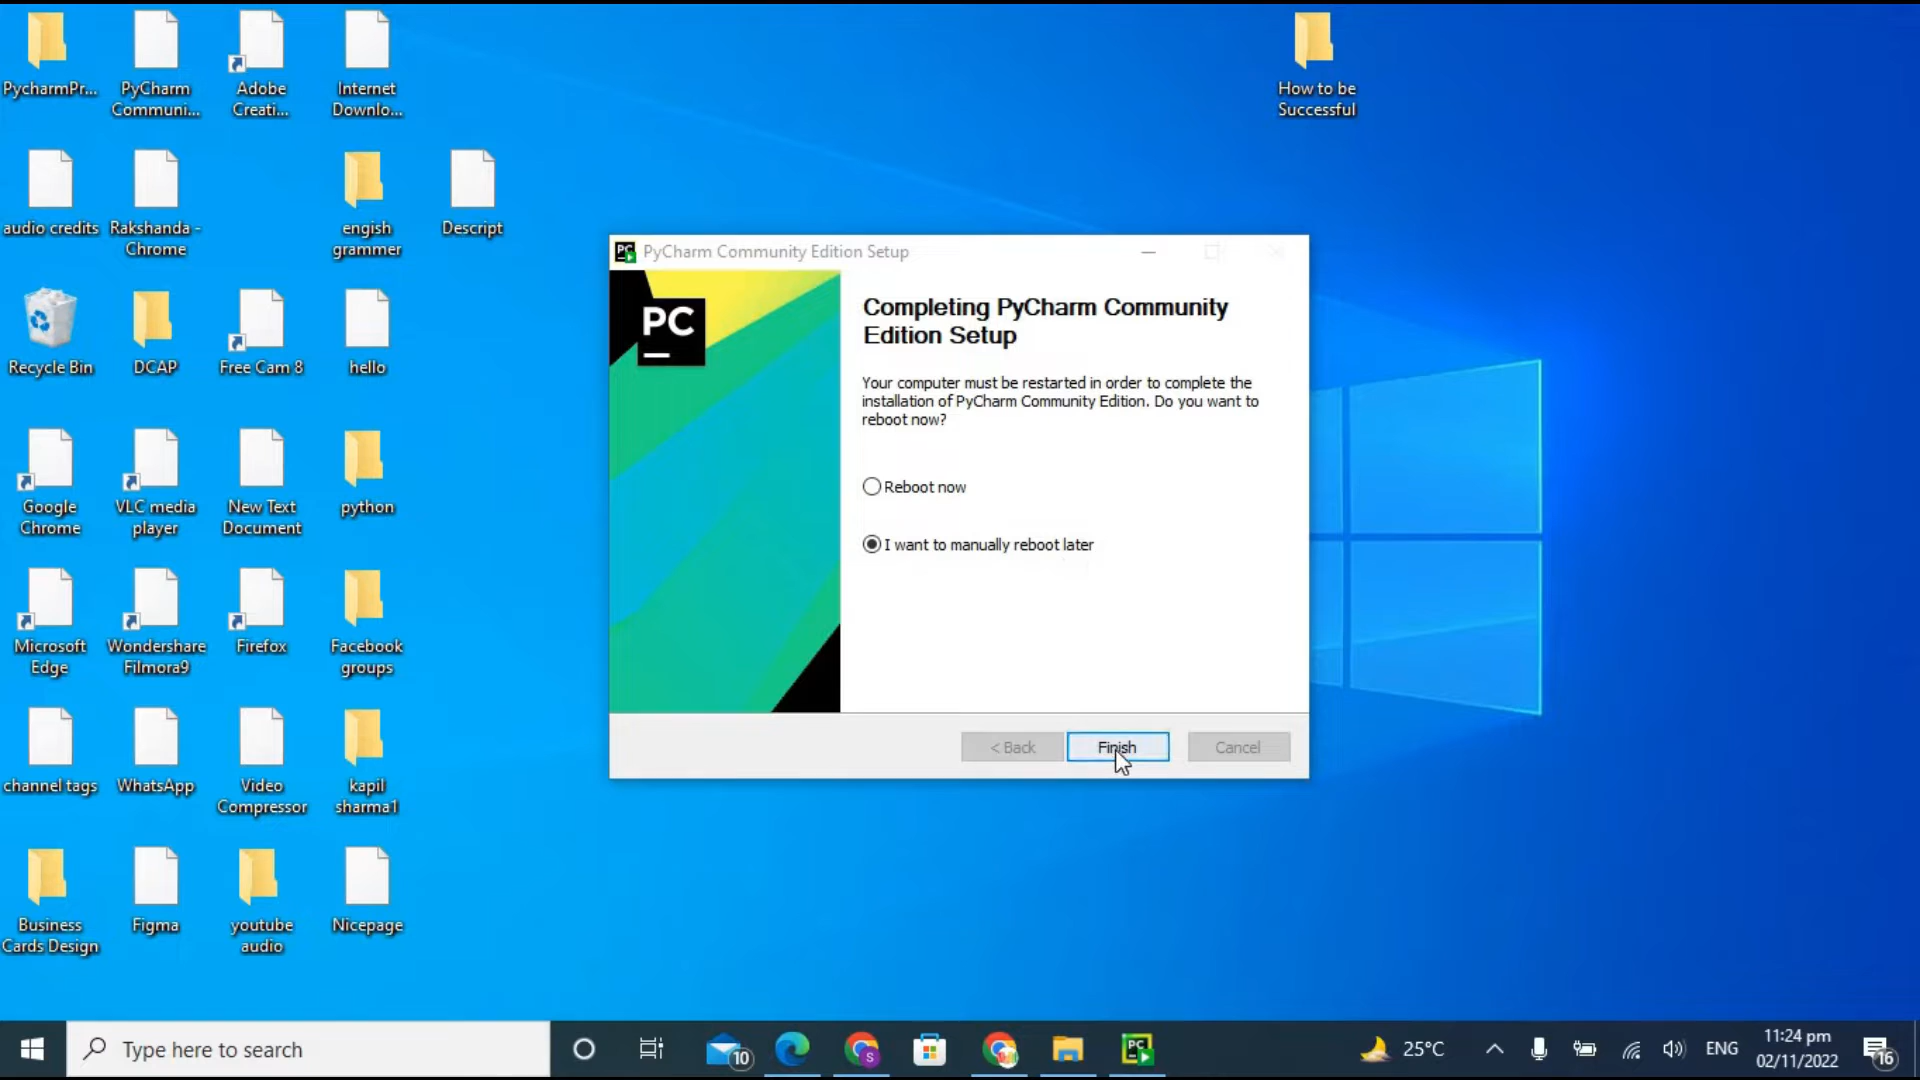 PycharmPr...
PyCharm
Communi...
Adobe
Creati...
Internet
Downlo...
How to be
Successful
audio credits
Rakshanda -
Chrome
engish
grammer
Descript
Recycle Bin
DCAP
Free Cam 8
hello
Google
Chrome
VLC media
player
New Text
Document
python
Microsoft
Edge
Wondershare
Filmora9
Firefox
Facebook
groups
channel tags
WhatsApp
Video
Compressor
kapil
sharma1
Business
Cards Design
Figma
youtube
audio
Nicepage
PC PyCharm Community Edition Setup
PC
Completing PyCharm Community
Edition Setup
Your computer must be restarted in order to complete the
installation of PyCharm Community Edition. Do you want to
reboot now?
Reboot now
I want to manually reboot later
< Back
Finish
Cancel
Type here to search
10
S
PC
25°C
ENG
11:24 pm
02/11/2022
16